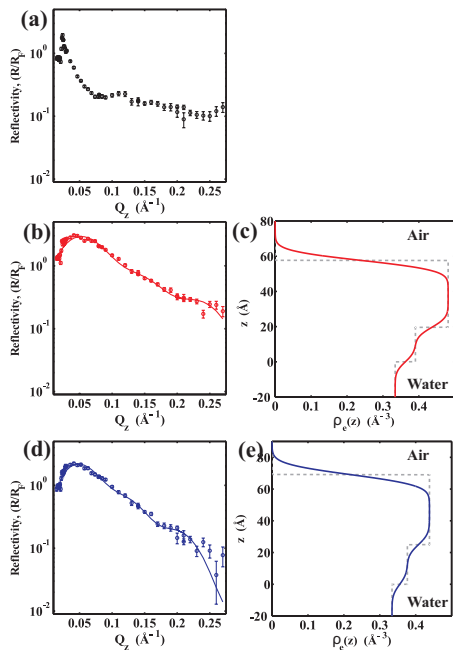 (a)
Reflectivity, (R/R_F)
10^0
10^-1
10^-2
0.05 0.1 0.15 0.2 0.25
Q_z (Å^-1)
(b)
Reflectivity, (R/R_F)
10^0
10^-1
10^-2
0.05 0.1 0.15 0.2 0.25
Q_z (Å^-1)
(c)
z (Å)
80
60
40
20
0
-20
Air
Water
0 0.1 0.2 0.3 0.4
ρ_e(z) (Å^-3)
(d)
Reflectivity, (R/R_F)
10^0
10^-1
10^-2
0.05 0.1 0.15 0.2 0.25
Q_z (Å^-1)
(e)
z (Å)
80
60
40
20
0
-20
Air
Water
0 0.1 0.2 0.3 0.4
ρ_e(z) (Å^-3)